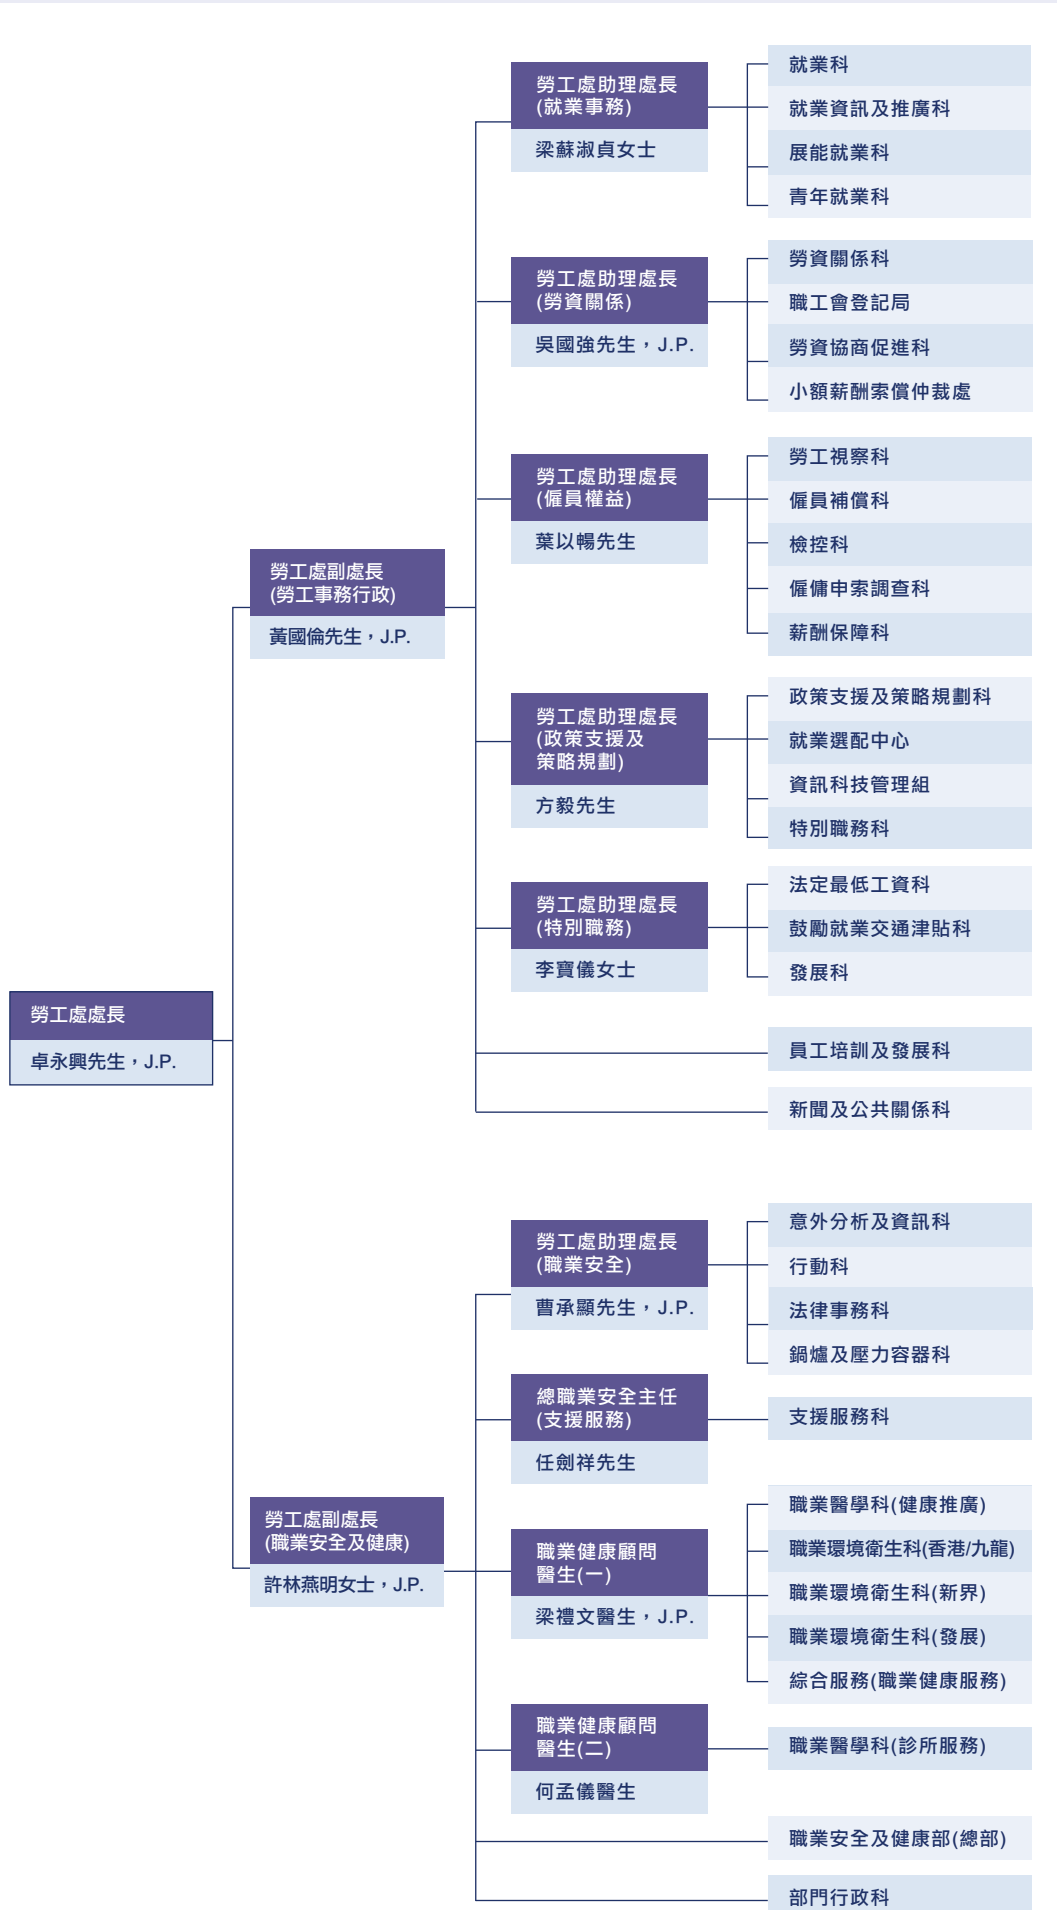 勞工處處長
卓永興先生，J.P.
勞工處副處長
(勞工事務行政)
黃國倫先生，J.P.
勞工處助理處長
(就業事務)
梁蘇淑貞女士
就業科
就業資訊及推廣科
展能就業科
青年就業科
勞工處助理處長
(勞資關係)
吳國強先生，J.P.
勞資關係科
職工會登記局
勞資協商促進科
小額薪酬索償仲裁處
勞工處助理處長
(僱員權益)
葉以暢先生
勞工視察科
僱員補償科
檢控科
僱傭申索調查科
薪酬保障科
勞工處助理處長
(政策支援及
策略規劃)
方毅先生
政策支援及策略規劃科
就業選配中心
資訊科技管理組
特別職務科
勞工處助理處長
(特別職務)
李寶儀女士
法定最低工資科
鼓勵就業交通津貼科
發展科
員工培訓及發展科
新聞及公共關係科
勞工處副處長
(職業安全及健康)
許林燕明女士，J.P.
勞工處助理處長
(職業安全)
曹承顯先生，J.P.
意外分析及資訊科
行動科
法律事務科
鍋爐及壓力容器科
總職業安全主任
(支援服務)
任劍祥先生
支援服務科
職業健康顧問
醫生(一)
梁禮文醫生，J.P.
職業醫學科(健康推廣)
職業環境衛生科(香港/九龍)
職業環境衛生科(新界)
職業環境衛生科(發展)
綜合服務(職業健康服務)
職業健康顧問
醫生(二)
何孟儀醫生
職業醫學科(診所服務)
職業安全及健康部(總部)
部門行政科